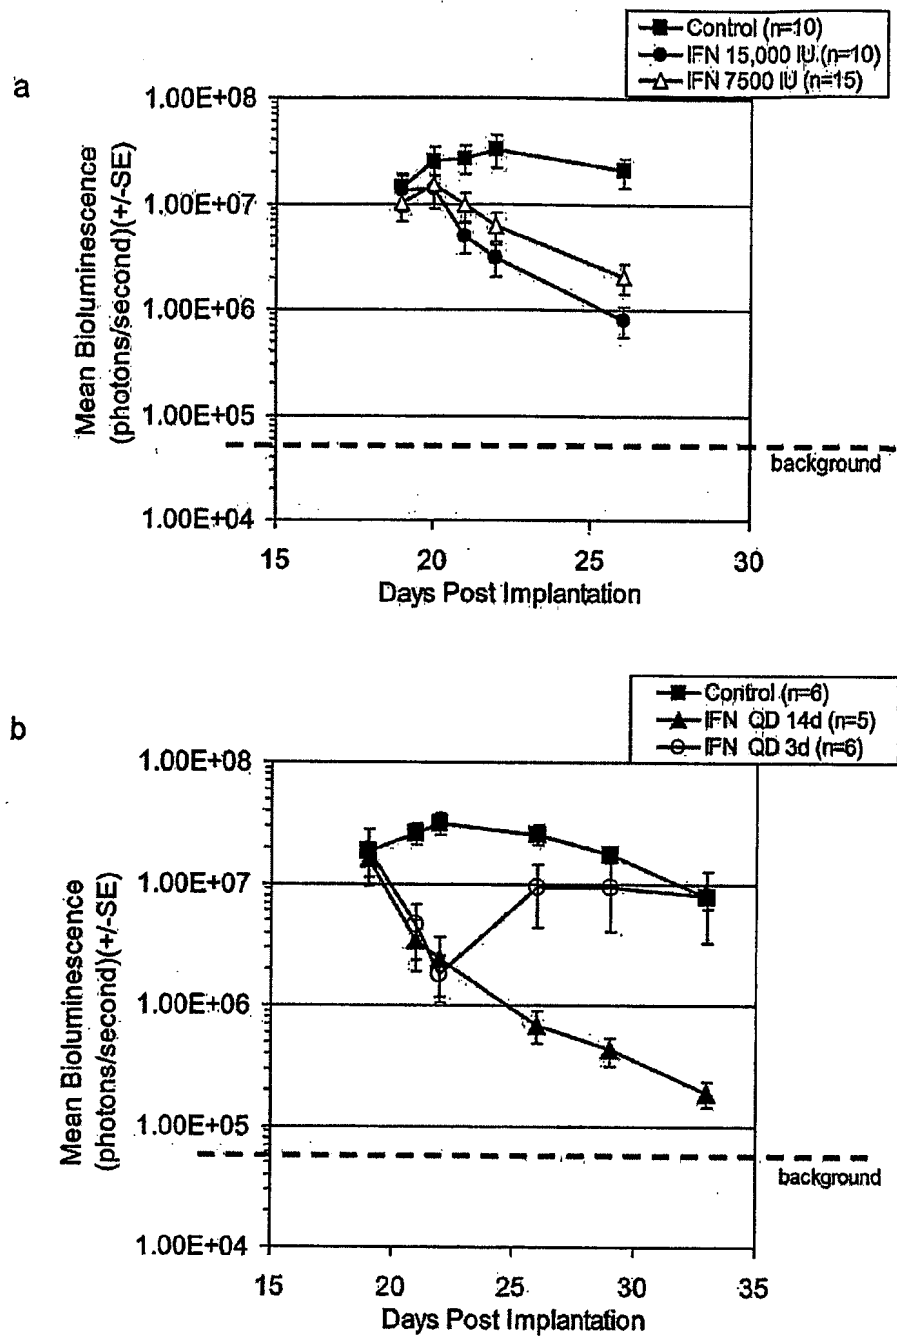 Control (n=10)
IFN 15,000 IU (n=10)
IFN 7500 IU (n=15)
a
1.00E+08
1.00E+07
1.00E+06
1.00E+05
1.00E+04
Mean Bioluminescence
(photons/second)(+/-SE)
background
15 20 25 30
Days Post Implantation
Control (n=6)
IFN QD 14d (n=5)
IFN QD 3d (n=6)
b
1.00E+08
1.00E+07
1.00E+06
1.00E+05
1.00E+04
Mean Bioluminescence
(photons/second)(+/-SE)
background
15 20 25 30 35
Days Post Implantation